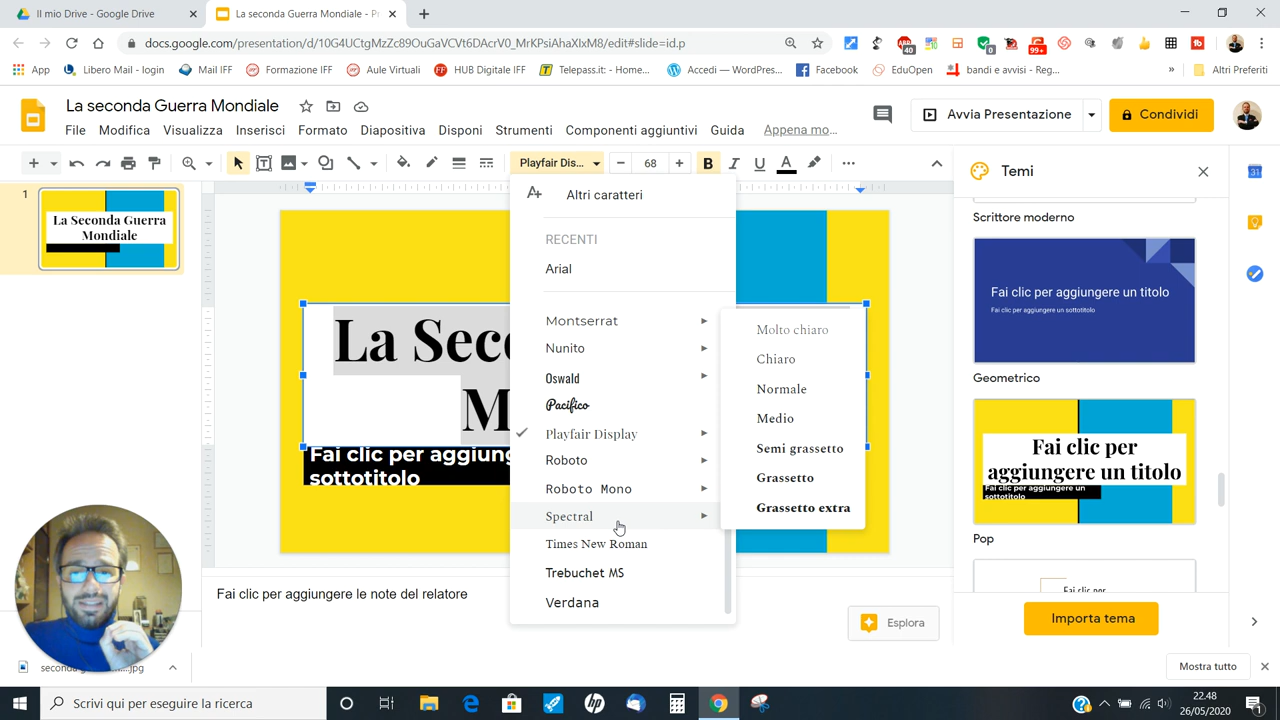 Il mio Drive - Google Drive
La seconda Guerra Mondiale - P
docs.google.com/presentation/d/10G4UCtgMzZc89OuGaVCVt6DAcrV0_MrKPsiAhaXlxM8/edit#slide=id.p
40
0
99+
App
Libero Mail - login
Mail IFF
Formazione IFF
Aule Virtuali
HUB Digitale IFF
Telepass.it: - Home...
Accedi — WordPres...
Facebook
EduOpen
bandi e avvisi - Reg...
»
Altri Preferiti
La seconda Guerra Mondiale
Avvia Presentazione
Condividi
File
Modifica
Visualizza
Inserisci
Formato
Diapositiva
Disponi
Strumenti
Componenti aggiuntivi
Guida
Appena mo...
Playfair Dis...
68
B
I
U
A
Temi
31
1
La Seconda Guerra
Mondiale
Altri caratteri
RECENTI
Arial
Montserrat
Nunito
Oswald
Pacifico
Playfair Display
Roboto
Roboto Mono
Spectral
Times New Roman
Trebuchet MS
Verdana
Molto chiaro
Chiaro
Normale
Medio
Semi grassetto
Grassetto
Grassetto extra
La Seco
M
Fai clic per aggiung
sottotitolo
Scrittore moderno
Fai clic per aggiungere un titolo
Fai clic per aggiungere un sottotitolo
Geometrico
Fai clic per
aggiungere un titolo
Fai clic per aggiungere un
sottotitolo
Pop
Fai clic per
Importa tema
Fai clic per aggiungere le note del relatore
Esplora
.jpg
Mostra tutto
Scrivi qui per eseguire la ricerca
22.48
26/05/2020